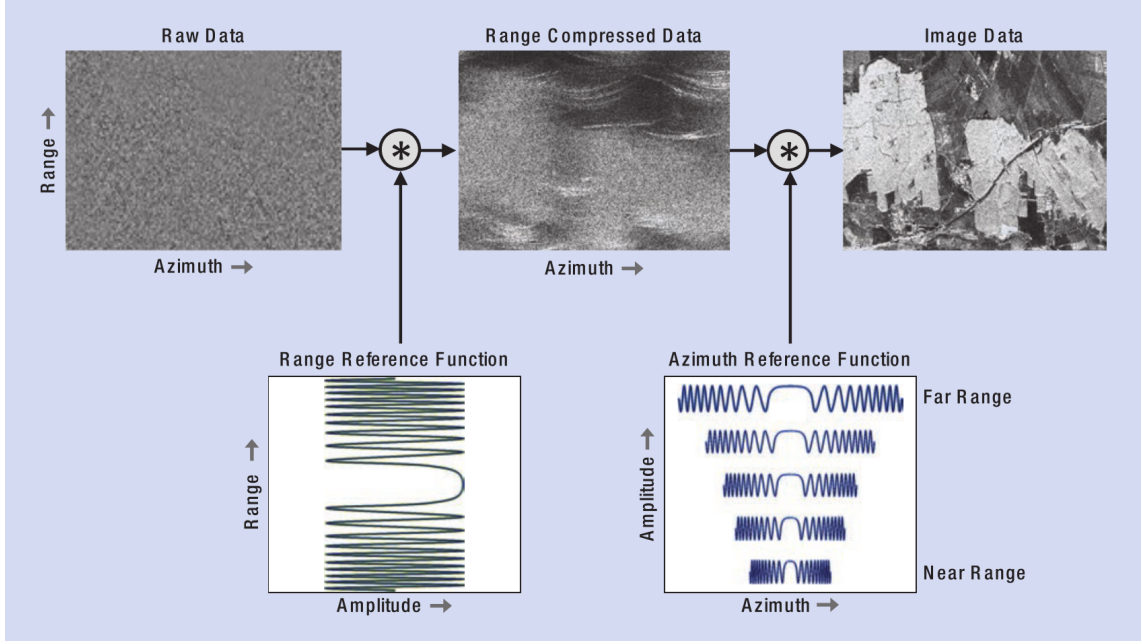 Raw Data
Range Compressed Data
Image Data
Range →
*
*
Azimuth →
Azimuth →
Range Reference Function
Azimuth Reference Function
Range →
Amplitude →
Far Range
Near Range
Amplitude →
Azimuth →